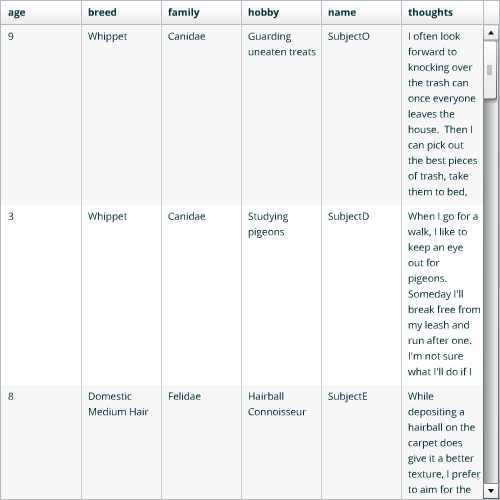 age breed family hobby name thoughts
9 Whippet Canidae Guarding SubjectO I often look
uneaten treats forward to
knocking over
the trash can
once everyone
leaves the
house.  Then I
can pick out
the best pieces
of trash, take
them to bed,
3 Whippet Canidae Studying SubjectD When I go for a
pigeons walk, I like to
keep an eye
out for
pigeons.
Someday I'll
break free from
my leash and
run after one.
I'm not sure
what I'll do if I
8 Domestic Felidae Hairball SubjectE While
Medium Hair Connoisseur depositing a
hairball on the
carpet does
give it a better
texture, I prefer
to aim for the